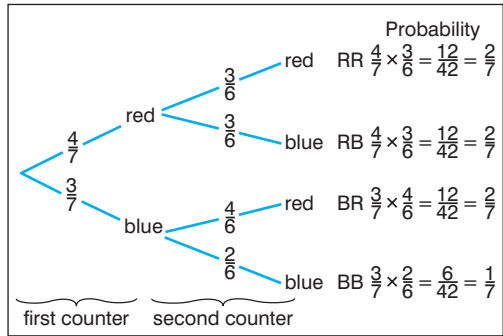 Probability
red RR 4/7 × 3/6 = 12/42 = 2/7
3/6
red
4/7
3/6
blue RB 4/7 × 3/6 = 12/42 = 2/7
3/7
red BR 3/7 × 4/6 = 12/42 = 2/7
4/6
blue
2/6
blue BB 3/7 × 2/6 = 6/42 = 1/7
first counter second counter